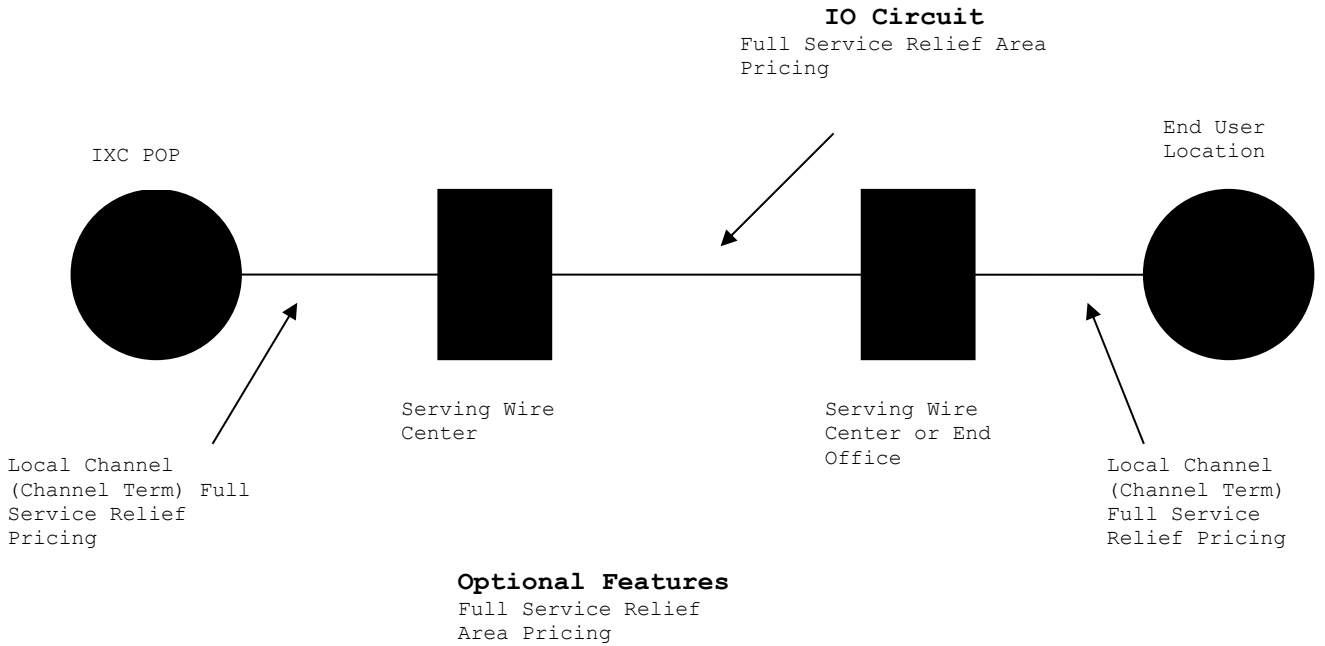 IO Circuit
Full Service Relief Area
Pricing
End User
Location
IXC POP
Serving Wire
Center
Serving Wire
Center or End
Office
Local Channel
(Channel Term) Full
Service Relief
Pricing
Local Channel
(Channel Term)
Full Service
Relief Pricing
Optional Features
Full Service Relief
Area Pricing